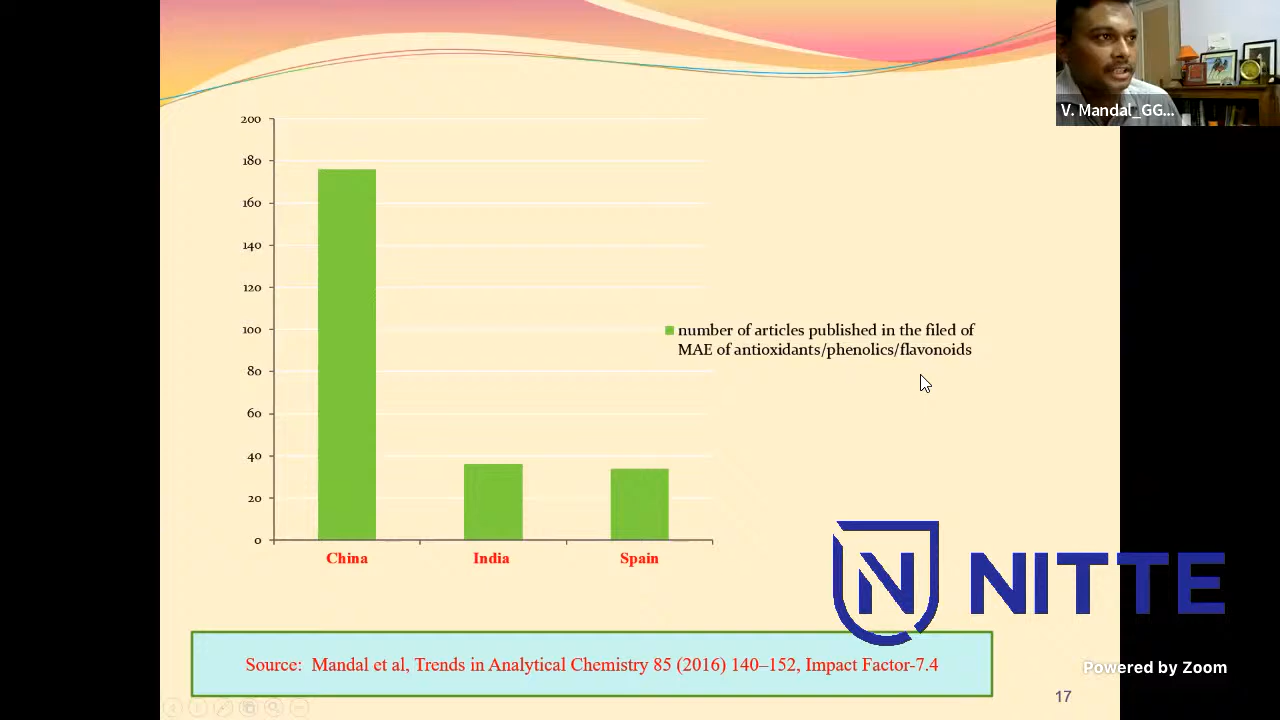 V. Mandal_GG...
200
180
160
140
120
100
80
60
40
20
0
number of articles published in the filed of
MAE of antioxidants/phenolics/flavonoids
China
India
Spain
N NITTE
Source: Mandal et al, Trends in Analytical Chemistry 85 (2016) 140–152, Impact Factor-7.4
Powered by Zoom
17